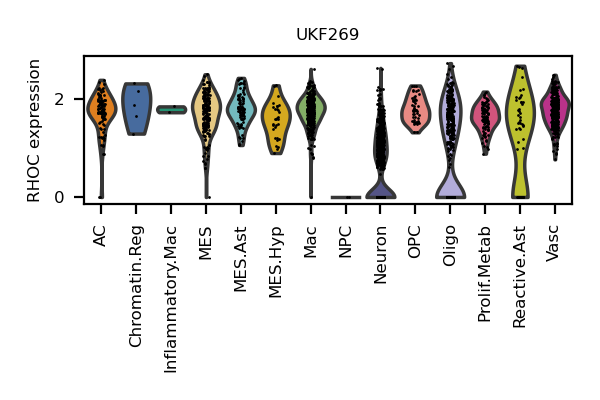 UKF269
RHOC expression
2
0
AC
Chromatin.Reg
Inflammatory.Mac
MES
MES.Ast
MES.Hyp
Mac
NPC
Neuron
OPC
Oligo
Prolif.Metab
Reactive.Ast
Vasc